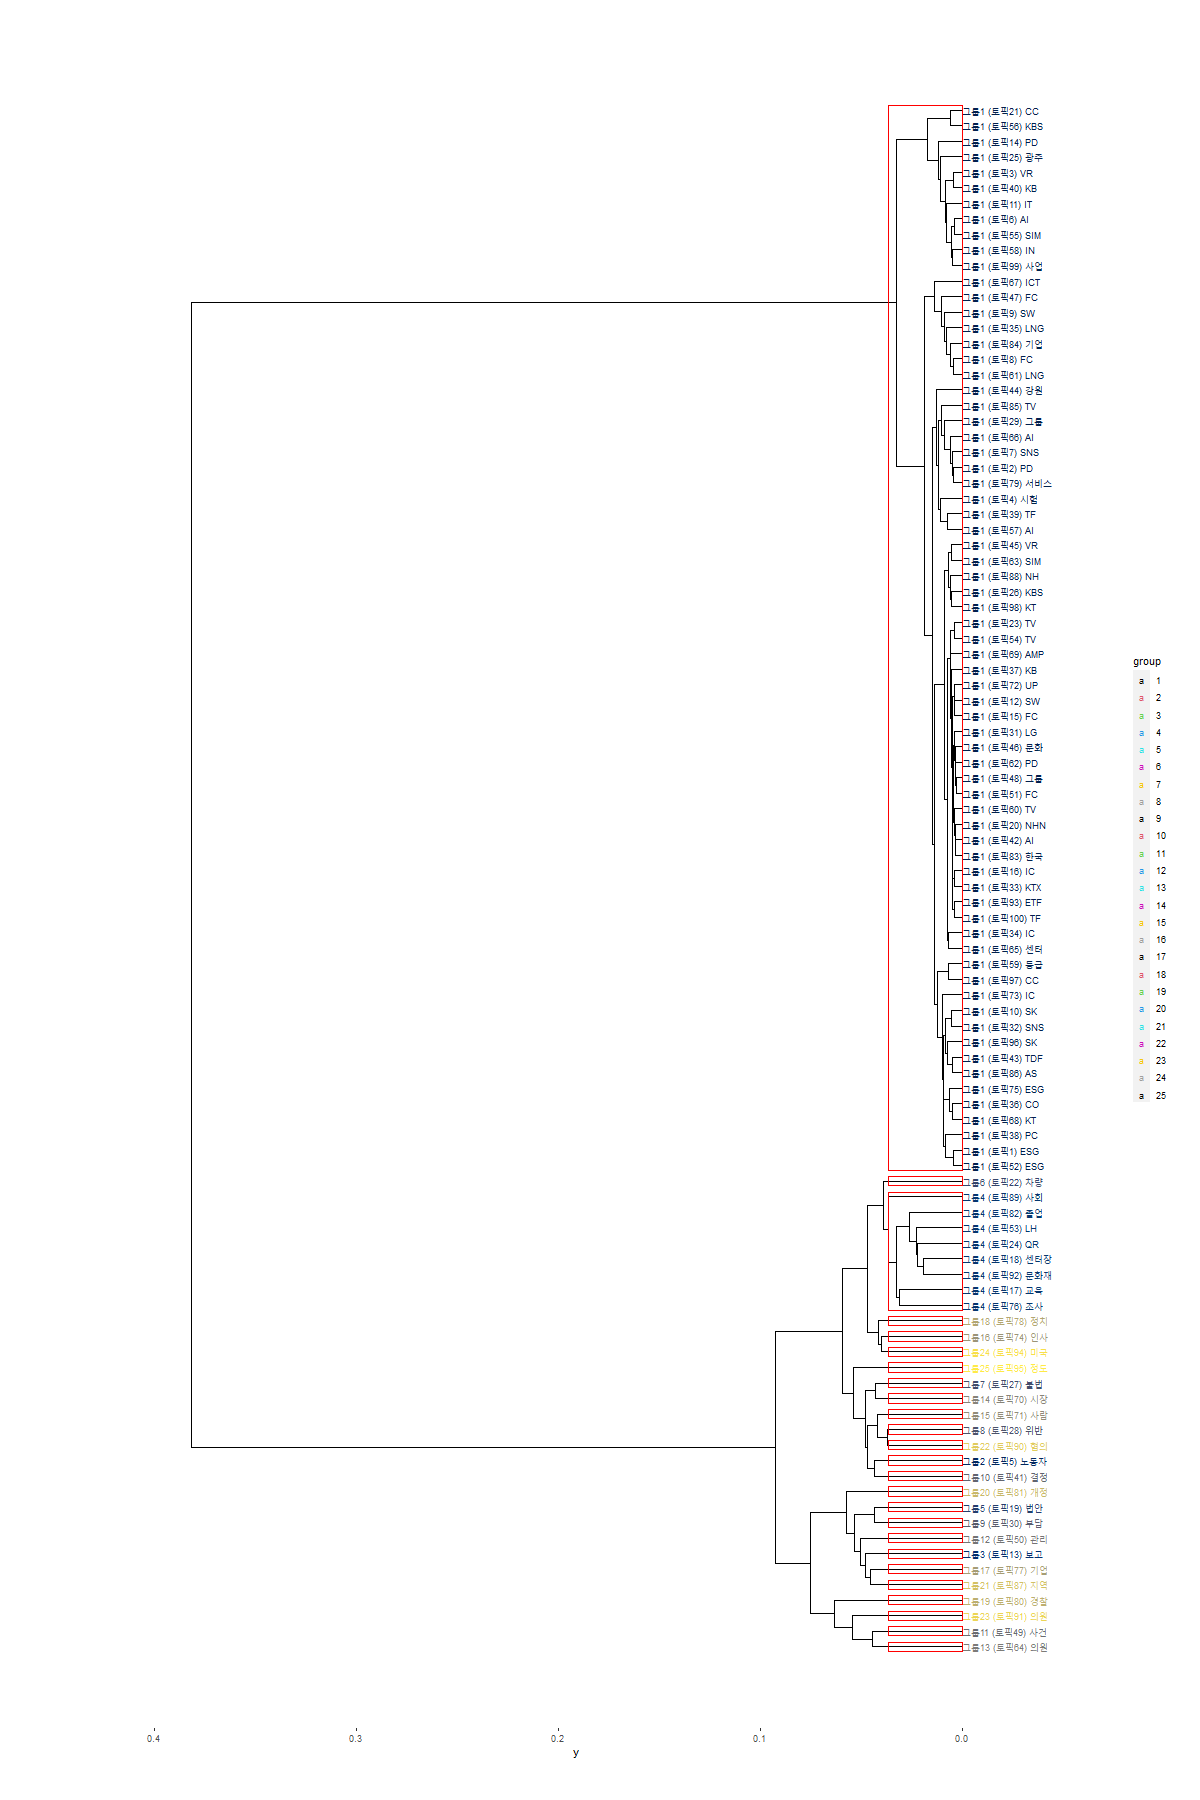 그룹1 (토픽21) CC
그룹1 (토픽56) KBS
그룹1 (토픽14) PD
그룹1 (토픽25) 광주
그룹1 (토픽3) VR
그룹1 (토픽40) KB
그룹1 (토픽11) IT
그룹1 (토픽6) AI
그룹1 (토픽55) SIM
그룹1 (토픽58) IN
그룹1 (토픽99) 사업
그룹1 (토픽67) ICT
그룹1 (토픽47) FC
그룹1 (토픽9) SW
그룹1 (토픽35) LNG
그룹1 (토픽84) 기업
그룹1 (토픽8) FC
그룹1 (토픽61) LNG
그룹1 (토픽44) 강원
그룹1 (토픽85) TV
그룹1 (토픽29) 그룹
그룹1 (토픽66) AI
그룹1 (토픽7) SNS
그룹1 (토픽2) PD
그룹1 (토픽79) 서비스
그룹1 (토픽4) 시험
그룹1 (토픽39) TF
그룹1 (토픽57) AI
그룹1 (토픽45) VR
그룹1 (토픽63) SIM
그룹1 (토픽88) NH
그룹1 (토픽26) KBS
그룹1 (토픽98) KT
그룹1 (토픽23) TV
그룹1 (토픽54) TV
그룹1 (토픽69) AMP
그룹1 (토픽37) KB
그룹1 (토픽72) UP
그룹1 (토픽12) SW
그룹1 (토픽15) FC
그룹1 (토픽31) LG
그룹1 (토픽46) 문화
그룹1 (토픽62) PD
그룹1 (토픽48) 그룹
그룹1 (토픽51) FC
그룹1 (토픽60) TV
그룹1 (토픽20) NHN
그룹1 (토픽42) AI
그룹1 (토픽83) 한국
그룹1 (토픽16) IC
그룹1 (토픽33) KTX
그룹1 (토픽93) ETF
그룹1 (토픽100) TF
그룹1 (토픽34) IC
그룹1 (토픽65) 센터
그룹1 (토픽59) 등급
그룹1 (토픽97) CC
그룹1 (토픽73) IC
그룹1 (토픽10) SK
그룹1 (토픽32) SNS
그룹1 (토픽96) SK
그룹1 (토픽43) TDF
그룹1 (토픽86) AS
그룹1 (토픽75) ESG
그룹1 (토픽36) CO
그룹1 (토픽68) KT
그룹1 (토픽38) PC
그룹1 (토픽1) ESG
그룹1 (토픽52) ESG
그룹6 (토픽22) 차량
그룹4 (토픽89) 사회
그룹4 (토픽82) 졸업
그룹4 (토픽53) LH
그룹4 (토픽24) QR
그룹4 (토픽18) 센터장
그룹4 (토픽92) 문화재
그룹4 (토픽17) 교육
그룹4 (토픽76) 조사
그룹18 (토픽78) 정치
그룹16 (토픽74) 인사
그룹24 (토픽94) 미국
그룹25 (토픽95) 정도
그룹7 (토픽27) 불법
그룹14 (토픽70) 시장
그룹15 (토픽71) 사람
그룹8 (토픽28) 위반
그룹22 (토픽90) 혐의
그룹2 (토픽5) 노동자
그룹10 (토픽41) 결정
그룹20 (토픽81) 개정
그룹5 (토픽19) 법안
그룹9 (토픽30) 부담
그룹12 (토픽50) 관리
그룹3 (토픽13) 보고
그룹17 (토픽77) 기업
그룹21 (토픽87) 지역
그룹19 (토픽80) 경찰
그룹23 (토픽91) 의원
그룹11 (토픽49) 사건
그룹13 (토픽64) 의원
group
a 1
a 2
a 3
a 4
a 5
a 6
a 7
a 8
a 9
a 10
a 11
a 12
a 13
a 14
a 15
a 16
a 17
a 18
a 19
a 20
a 21
a 22
a 23
a 24
a 25
0.4 0.3 0.2 0.1 0.0
y